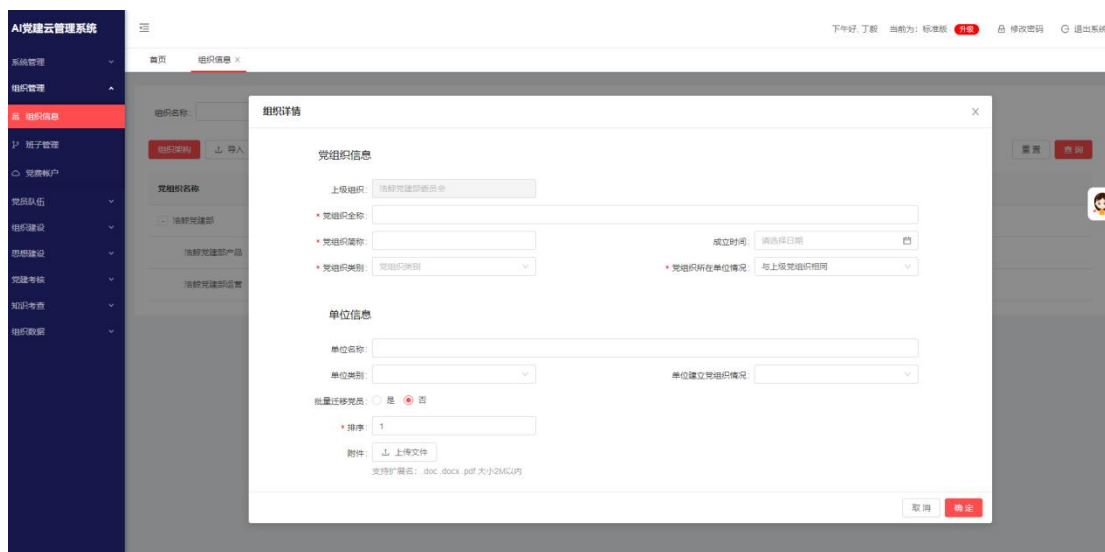 AI党建云管理系统
下午好, 丁毅 当前为：标准版 升级 修改密码 退出系统
系统管理
首页 组织信息 ×
组织管理
组织信息
组织名称：
组织详情
班子管理
组织架构 导入
重置 查询
党组织信息
党费帐户
党组织名称
上级组织：浩鲸党建部委员会
党员队伍
* 党组织全称：
组织建设
浩鲸党建部
* 党组织简称：
成立时间：请选择日期
思想建设
浩鲸党建部产品
* 党组织类别：党组织类别
* 党组织所在单位情况：与上级党组织相同
党建考核
浩鲸党建部运营
知识考查
单位信息
组织数据
单位名称：
单位类别：
单位建立党组织情况：
批量迁移党员： 是 否
* 排序：1
附件： 上传文件
支持扩展名：.doc .docx .pdf 大小2M以内
取消 确定